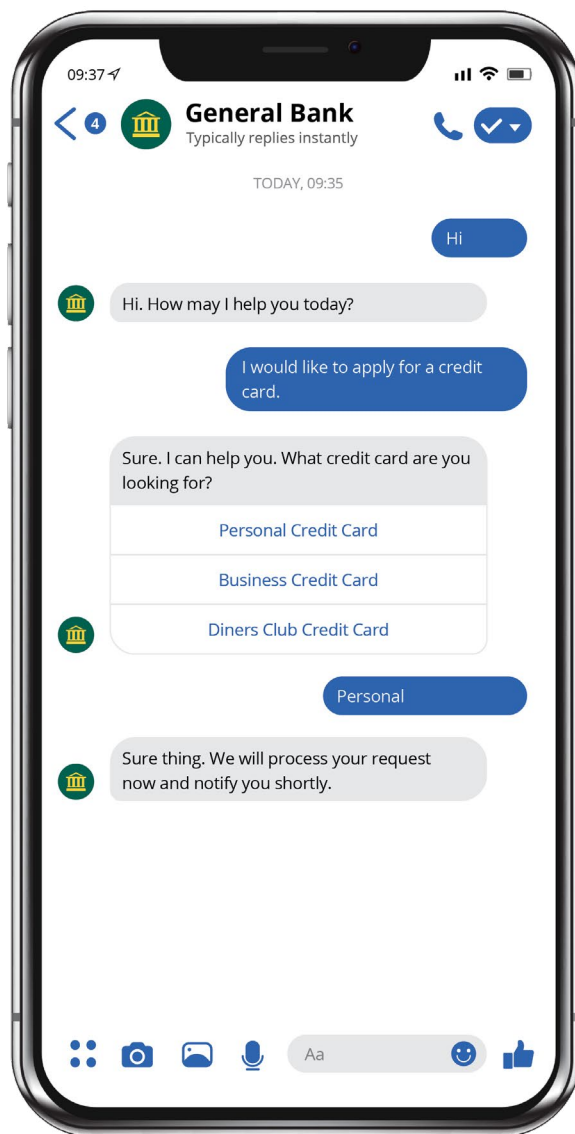 09:37
4
General Bank
Typically replies instantly
TODAY, 09:35
Hi
Hi. How may I help you today?
I would like to apply for a credit
card.
Sure. I can help you. What credit card are you
looking for?
Personal Credit Card
Business Credit Card
Diners Club Credit Card
Personal
Sure thing. We will process your request
now and notify you shortly.
Aa